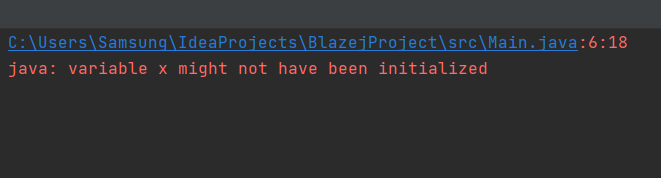 C:\Users\Samsung\IdeaProjects\BlazejProject\src\Main.java:6:18
java: variable x might not have been initialized